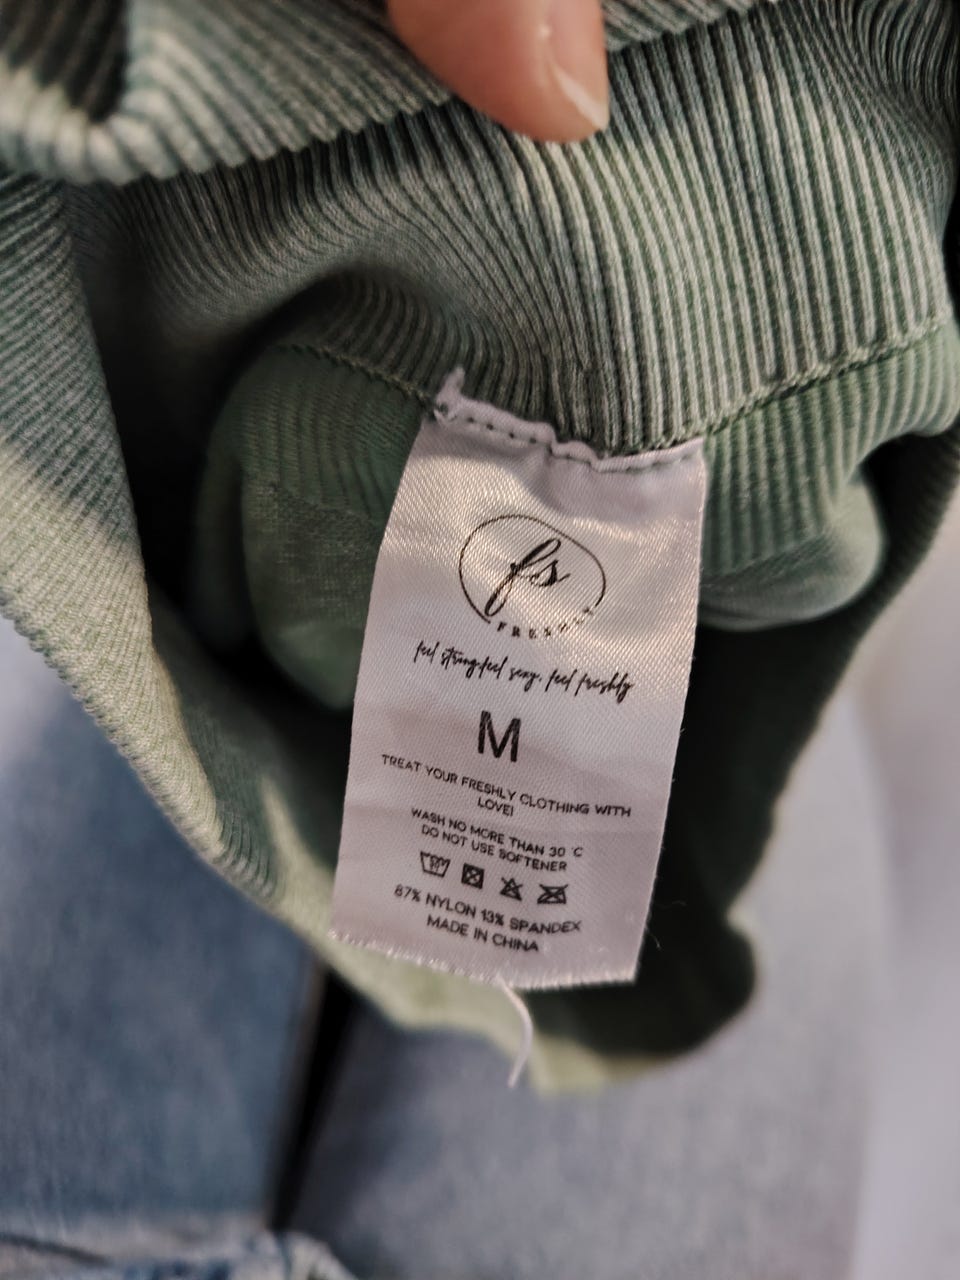 fs
FRESHLY
feel strong, feel sexy, feel freshly
M
TREAT YOUR FRESHLY CLOTHING WITH
LOVE!
WASH NO MORE THAN 30 °C
DO NOT USE SOFTENER
87% NYLON 13% SPANDEX
MADE IN CHINA